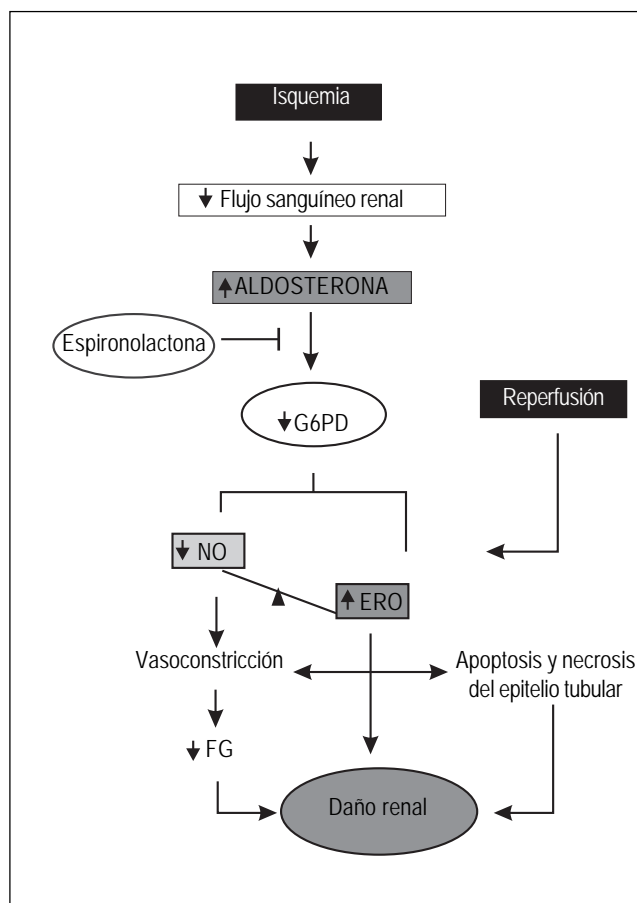 Isquemia
↓ Flujo sanguíneo renal
↑ALDOSTERONA
Espironolactona
↓G6PD
Reperfusión
↓ NO
↑ ERO
Vasoconstricción
Apoptosis y necrosis
del epitelio tubular
↓ FG
Daño renal